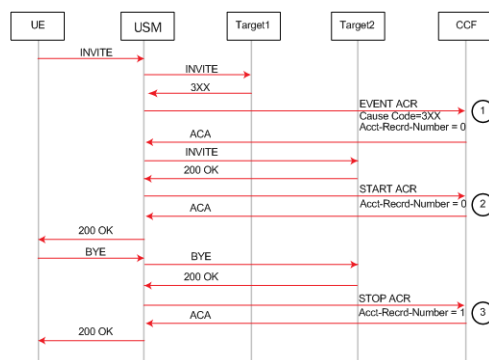 UE USM Target1 Target2 CCF
INVITE
INVITE
3XX
EVENT ACR
1
Cause Code=3XX
Acct-Recrd-Number = 0
ACA
INVITE
200 OK
START ACR
Acct-Recrd-Number = 0
2
ACA
200 OK
BYE
BYE
200 OK
STOP ACR
Acct-Recrd-Number = 1
3
ACA
200 OK